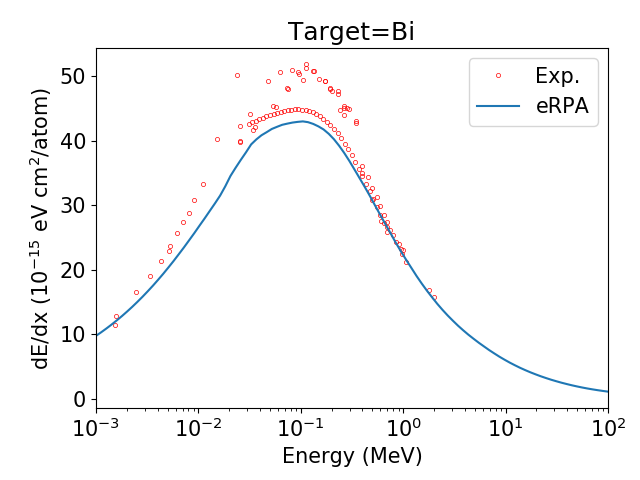 Target=Bi
Exp.
eRPA
dE/dx (10⁻¹⁵ eV cm²/atom)
50
40
30
20
10
0
10⁻³ 10⁻² 10⁻¹ 10⁰ 10¹ 10²
Energy (MeV)